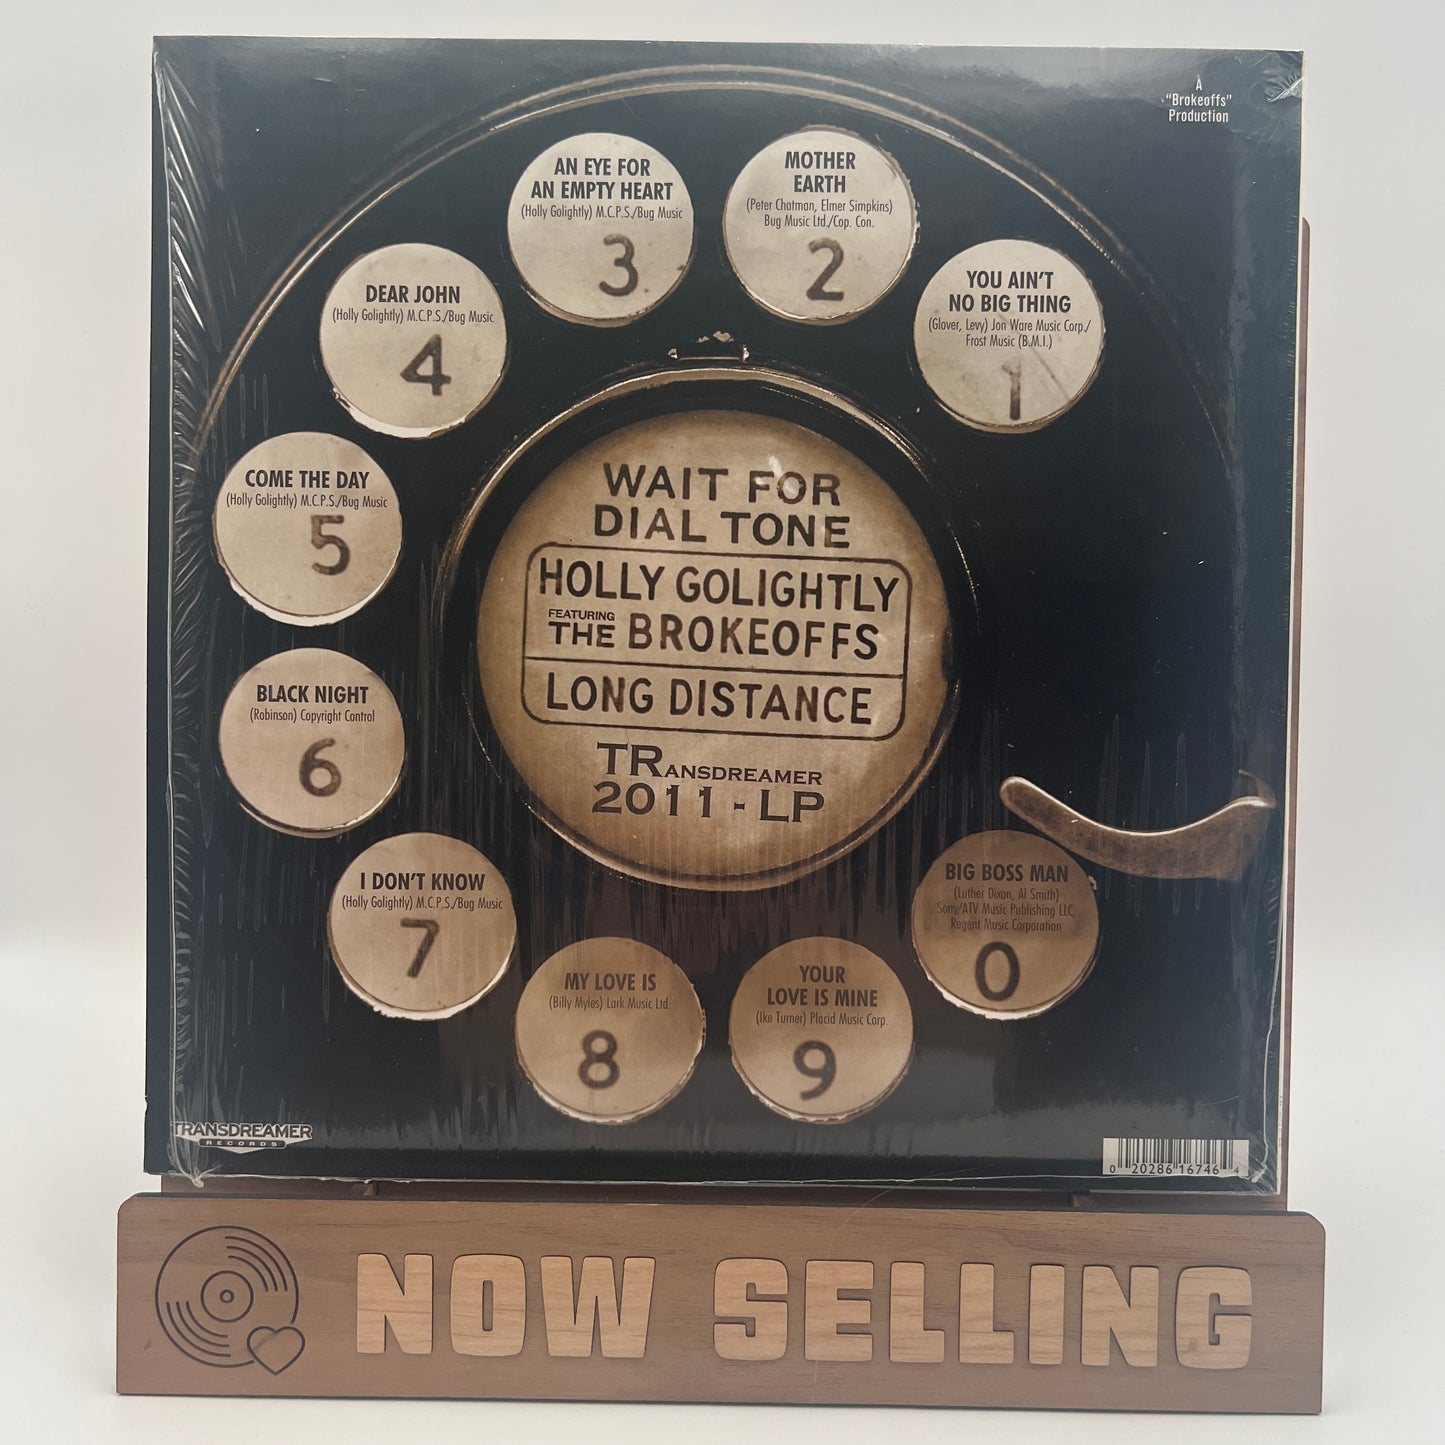 A
"Brokeoffs"
Production
YOU AIN'T
NO BIG THING
(Glover, Levy) Jon Ware Music Corp./
Frost Music (B.M.I.)
1
MOTHER
EARTH
(Peter Chatman, Elmer Simpkins)
Bug Music Ltd./Cop. Con.
2
AN EYE FOR
AN EMPTY HEART
(Holly Golightly) M.C.P.S./Bug Music
3
DEAR JOHN
(Holly Golightly) M.C.P.S./Bug Music
4
COME THE DAY
(Holly Golightly) M.C.P.S./Bug Music
5
BLACK NIGHT
(Robinson) Copyright Control
6
I DON'T KNOW
(Holly Golightly) M.C.P.S./Bug Music
7
MY LOVE IS
(Billy Myles) Lark Music Ltd.
8
YOUR
LOVE IS MINE
(Ike Turner) Placid Music Corp.
9
BIG BOSS MAN
(Luther Dixon, Al Smith)
Sony/ATV Music Publishing LLC,
Regent Music Corporation
0
WAIT FOR
DIAL TONE
HOLLY GOLIGHTLY
FEATURING
THE BROKEOFFS
LONG DISTANCE
TRANSDREAMER
2011 - LP
TRANSDREAMER
RECORDS
0 20286 16746 4
NOW SELLING